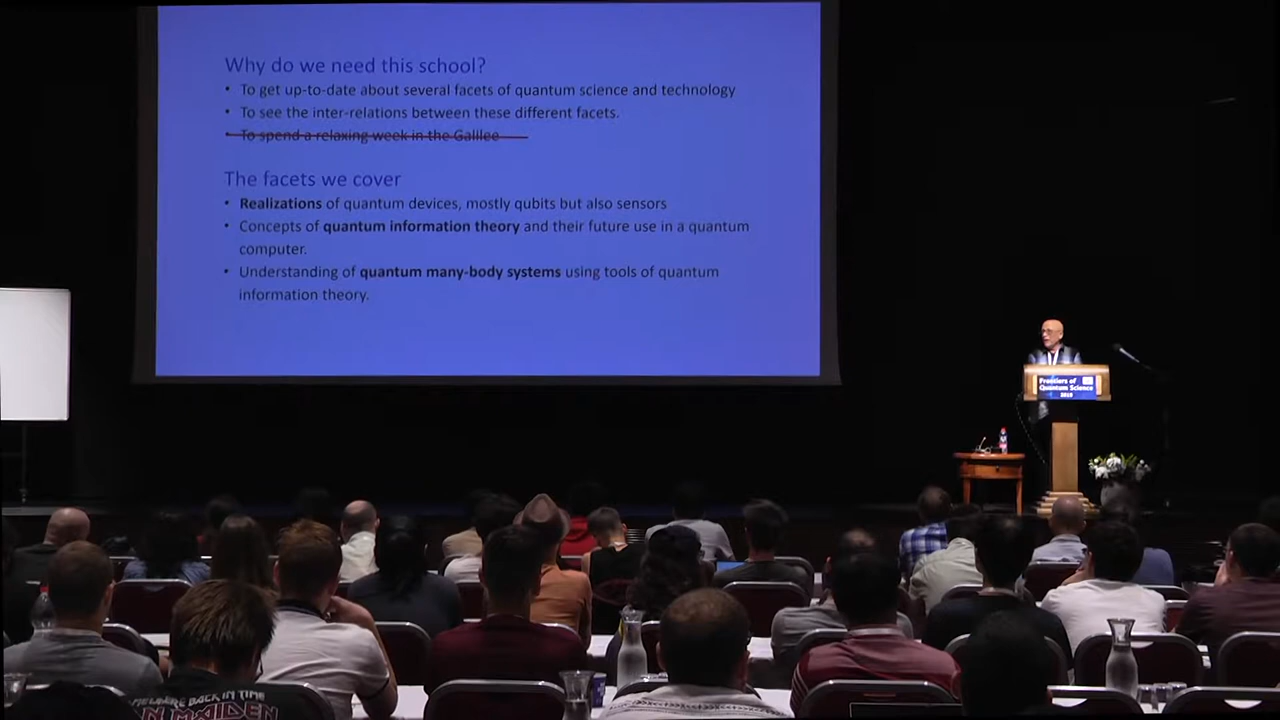 Why do we need this school?
• To get up-to-date about several facets of quantum science and technology
• To see the inter-relations between these different facets.
• To spend a relaxing week in the Galilee
The facets we cover
• Realizations of quantum devices, mostly qubits but also sensors
• Concepts of quantum information theory and their future use in a quantum
computer.
• Understanding of quantum many-body systems using tools of quantum
information theory.
Frontiers of
Quantum Science
2019
BACK IN TIME
MAIDEN